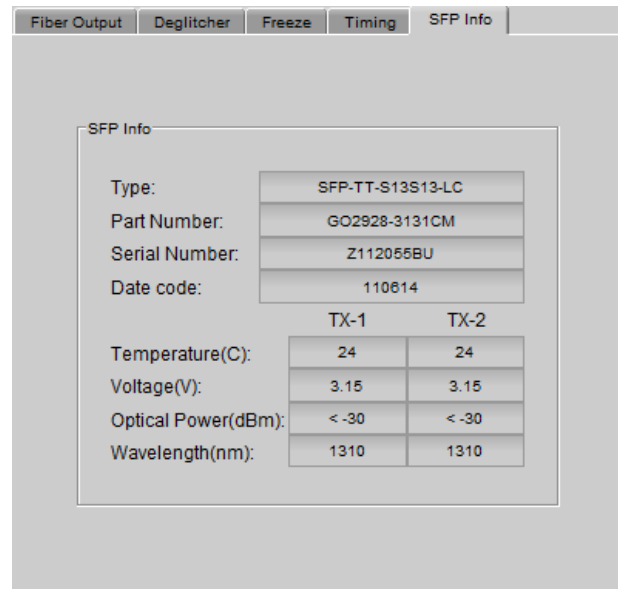 Fiber Output Deglitcher Freeze Timing SFP Info
SFP Info
Type: SFP-TT-S13S13-LC
Part Number: GO2928-3131CM
Serial Number: Z112055BU
Date code: 110614
TX-1 TX-2
Temperature(C): 24 24
Voltage(V): 3.15 3.15
Optical Power(dBm): < -30 < -30
Wavelength(nm): 1310 1310